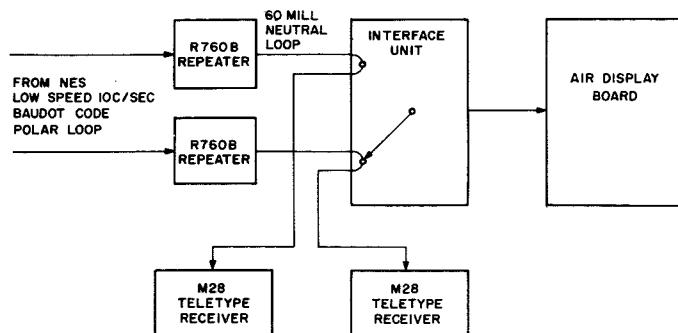 R760B
REPEATER
60 MILL
NEUTRAL
LOOP
INTERFACE
UNIT
AIR DISPLAY
BOARD
FROM NES
LOW SPEED 10C/SEC
BAUDOT CODE
POLAR LOOP
R760B
REPEATER
M28
TELETYPE
RECEIVER
M28
TELETYPE
RECEIVER